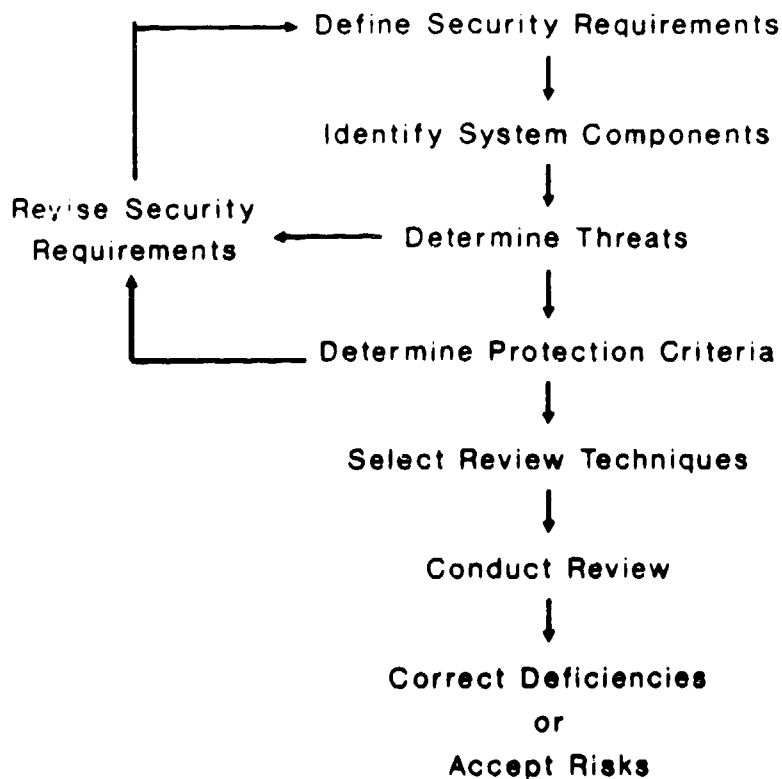 Define Security Requirements
Identify System Components
Revise Security
Requirements
Determine Threats
Determine Protection Criteria
Select Review Techniques
Conduct Review
Correct Deficiencies
or
Accept Risks